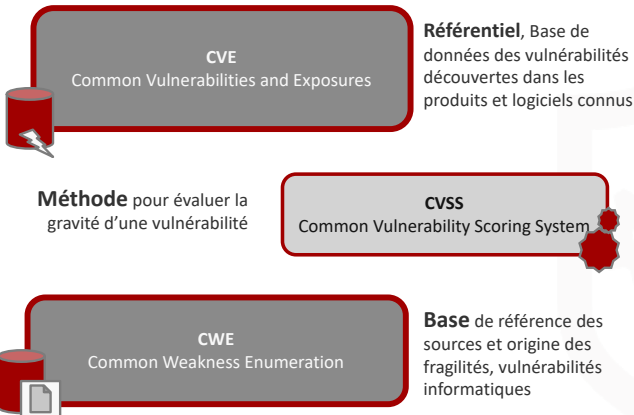 CVE
Common Vulnerabilities and Exposures
Référentiel, Base de
données des vulnérabilités
découvertes dans les
produits et logiciels connus
Méthode pour évaluer la
gravité d’une vulnérabilité
CVSS
Common Vulnerability Scoring System
CWE
Common Weakness Enumeration
Base de référence des
sources et origine des
fragilités, vulnérabilités
informatiques